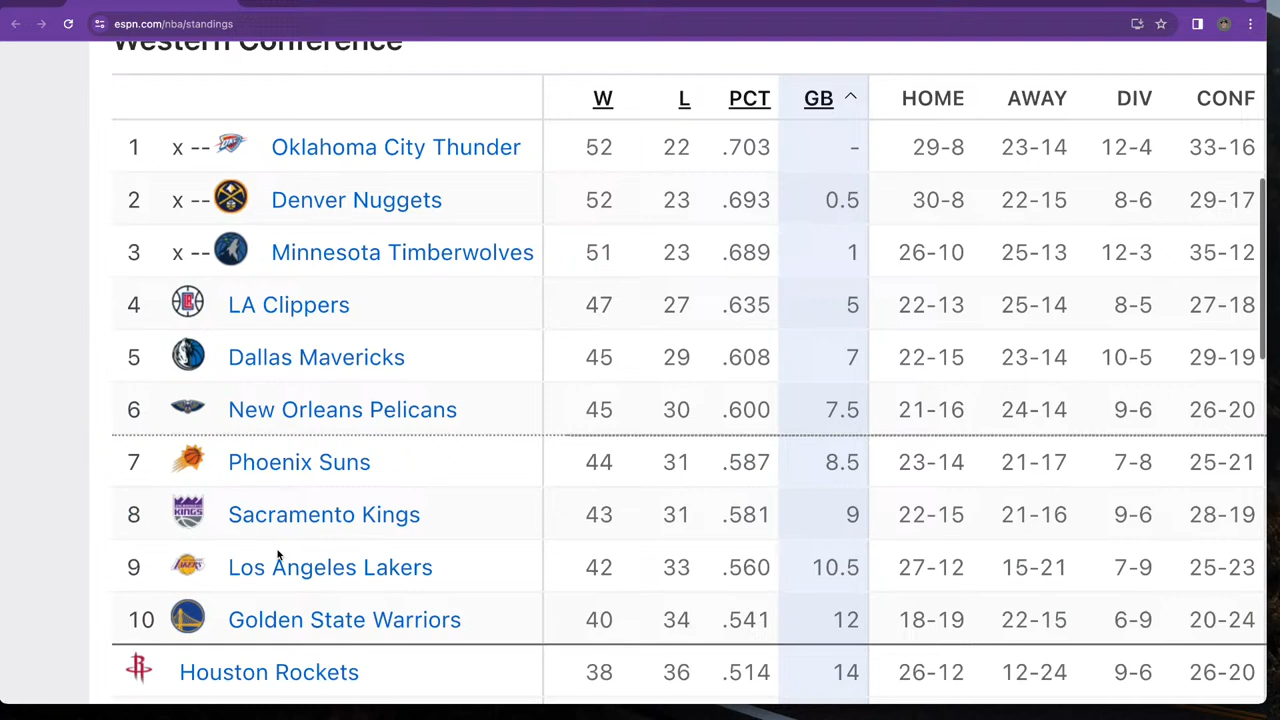 espn.com/nba/standings
Western Conference
W L PCT GB HOME AWAY DIV CONF
1 x -- Oklahoma City Thunder 52 22 .703 - 29-8 23-14 12-4 33-16
2 x -- Denver Nuggets 52 23 .693 0.5 30-8 22-15 8-6 29-17
3 x -- Minnesota Timberwolves 51 23 .689 1 26-10 25-13 12-3 35-12
4 LA Clippers 47 27 .635 5 22-13 25-14 8-5 27-18
5 Dallas Mavericks 45 29 .608 7 22-15 23-14 10-5 29-19
6 New Orleans Pelicans 45 30 .600 7.5 21-16 24-14 9-6 26-20
7 Phoenix Suns 44 31 .587 8.5 23-14 21-17 7-8 25-21
8 Sacramento Kings 43 31 .581 9 22-15 21-16 9-6 28-19
9 Los Angeles Lakers 42 33 .560 10.5 27-12 15-21 7-9 25-23
10 Golden State Warriors 40 34 .541 12 18-19 22-15 6-9 20-24
Houston Rockets 38 36 .514 14 26-12 12-24 9-6 26-20